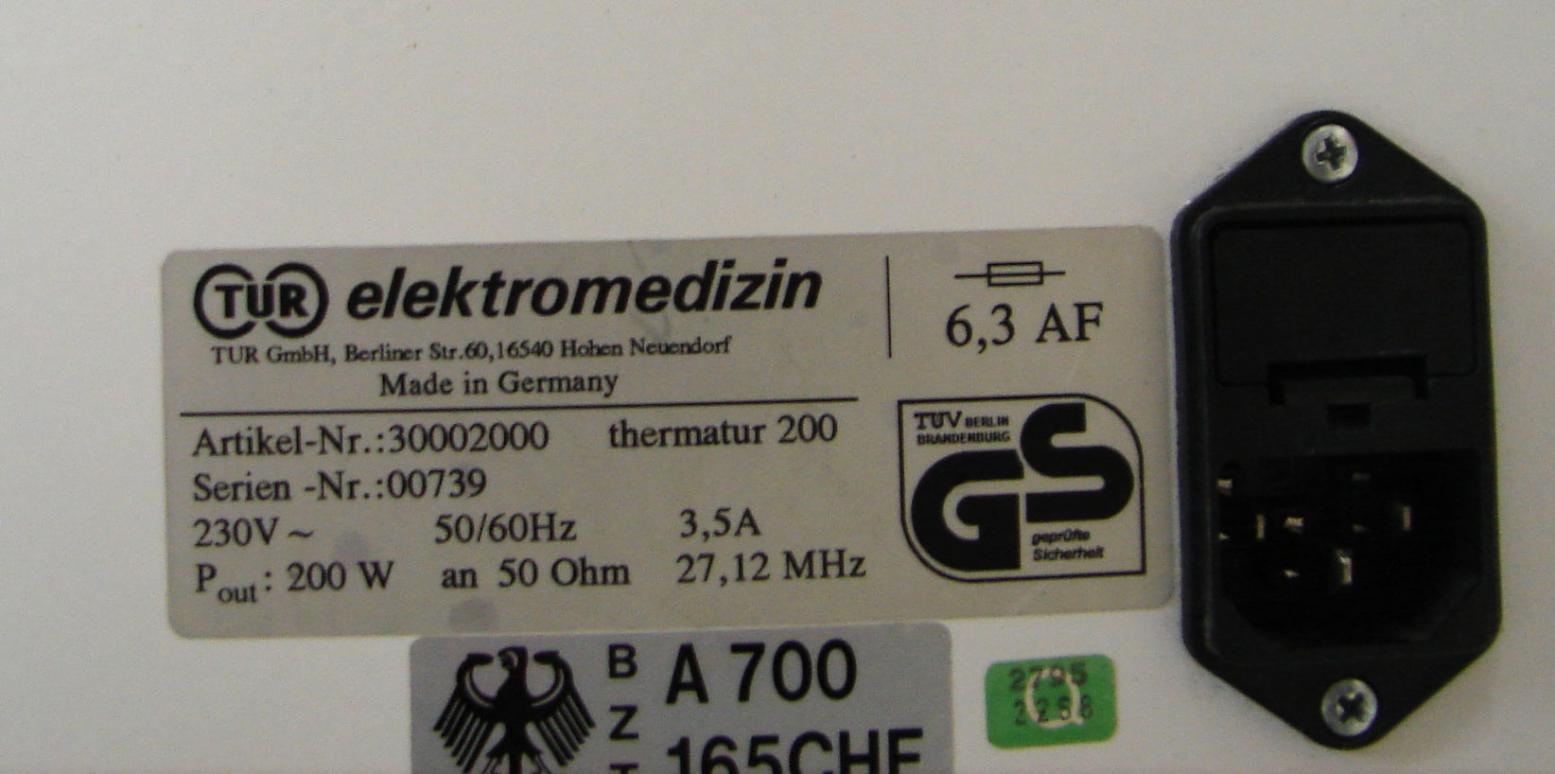 TUR elektromedizin
TUR GmbH, Berliner Str.60,16540 Hohen Neuendorf
Made in Germany
6,3 AF
Artikel-Nr.:30002000 thermatur 200
Serien -Nr.:00739
230V ~ 50/60Hz 3,5A
Pout: 200 W an 50 Ohm 27,12 MHz
TÜV BERLIN
BRANDENBURG
GS
geprüfte
Sicherheit
B
Z
T
A 700
165CHF
2795
Q